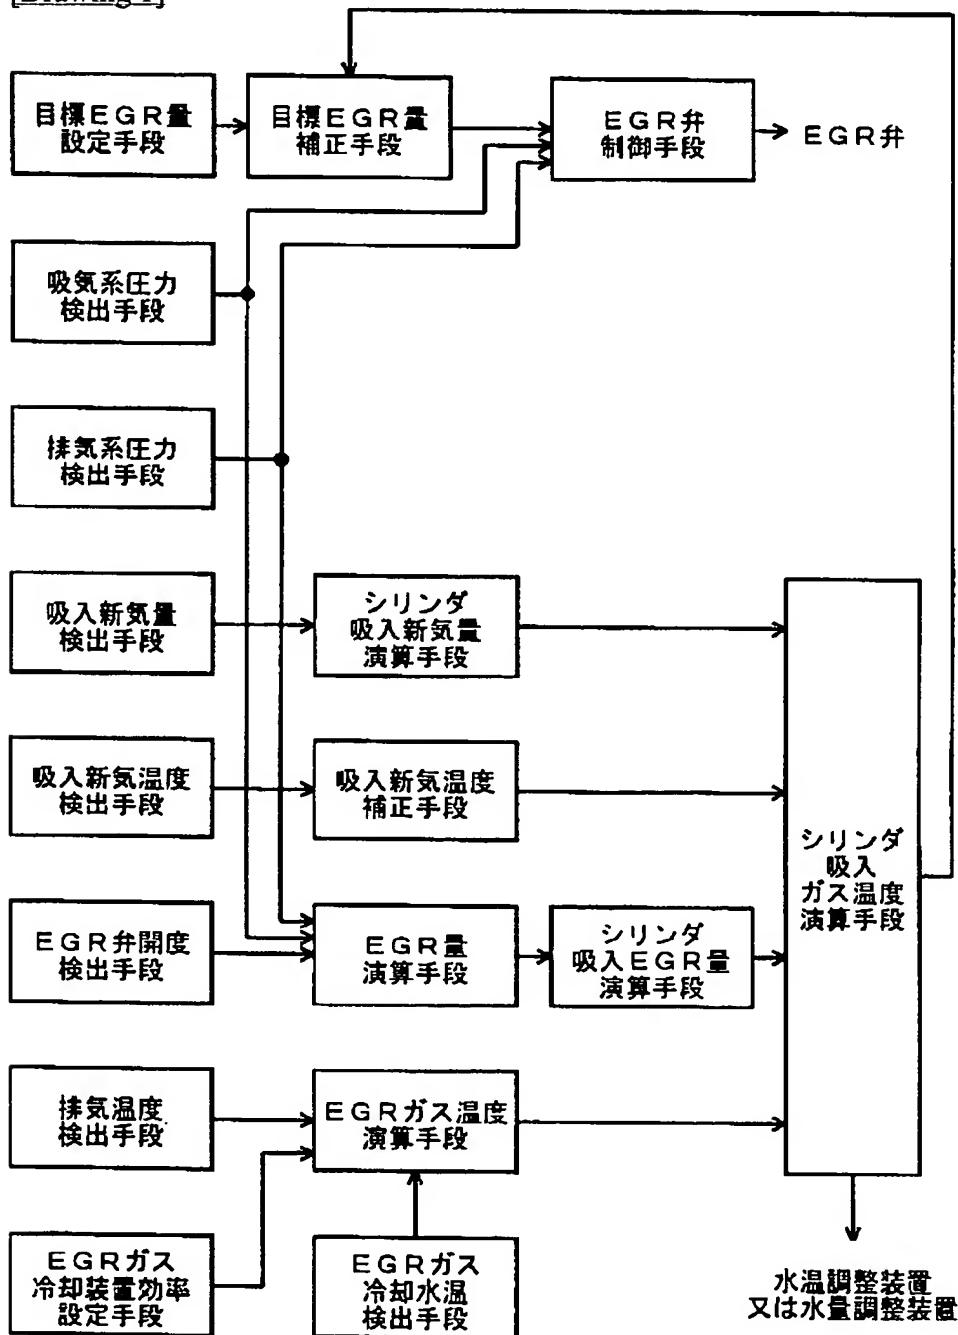 [Drawing 1]
目標EGR量
設定手段
目標EGR量
補正手段
EGR弁
制御手段
EGR弁
吸気系圧力
検出手段
排気系圧力
検出手段
吸入新気量
検出手段
シリンダ
吸入新気量
演算手段
吸入新気温度
検出手段
吸入新気温度
補正手段
シリンダ
吸入
ガス温度
演算手段
EGR弁開度
検出手段
EGR量
演算手段
シリンダ
吸入EGR量
演算手段
排気温度
検出手段
EGRガス温度
演算手段
EGRガス
冷却装置効率
設定手段
EGRガス
冷却水温
検出手段
水温調整装置
又は水量調整装置